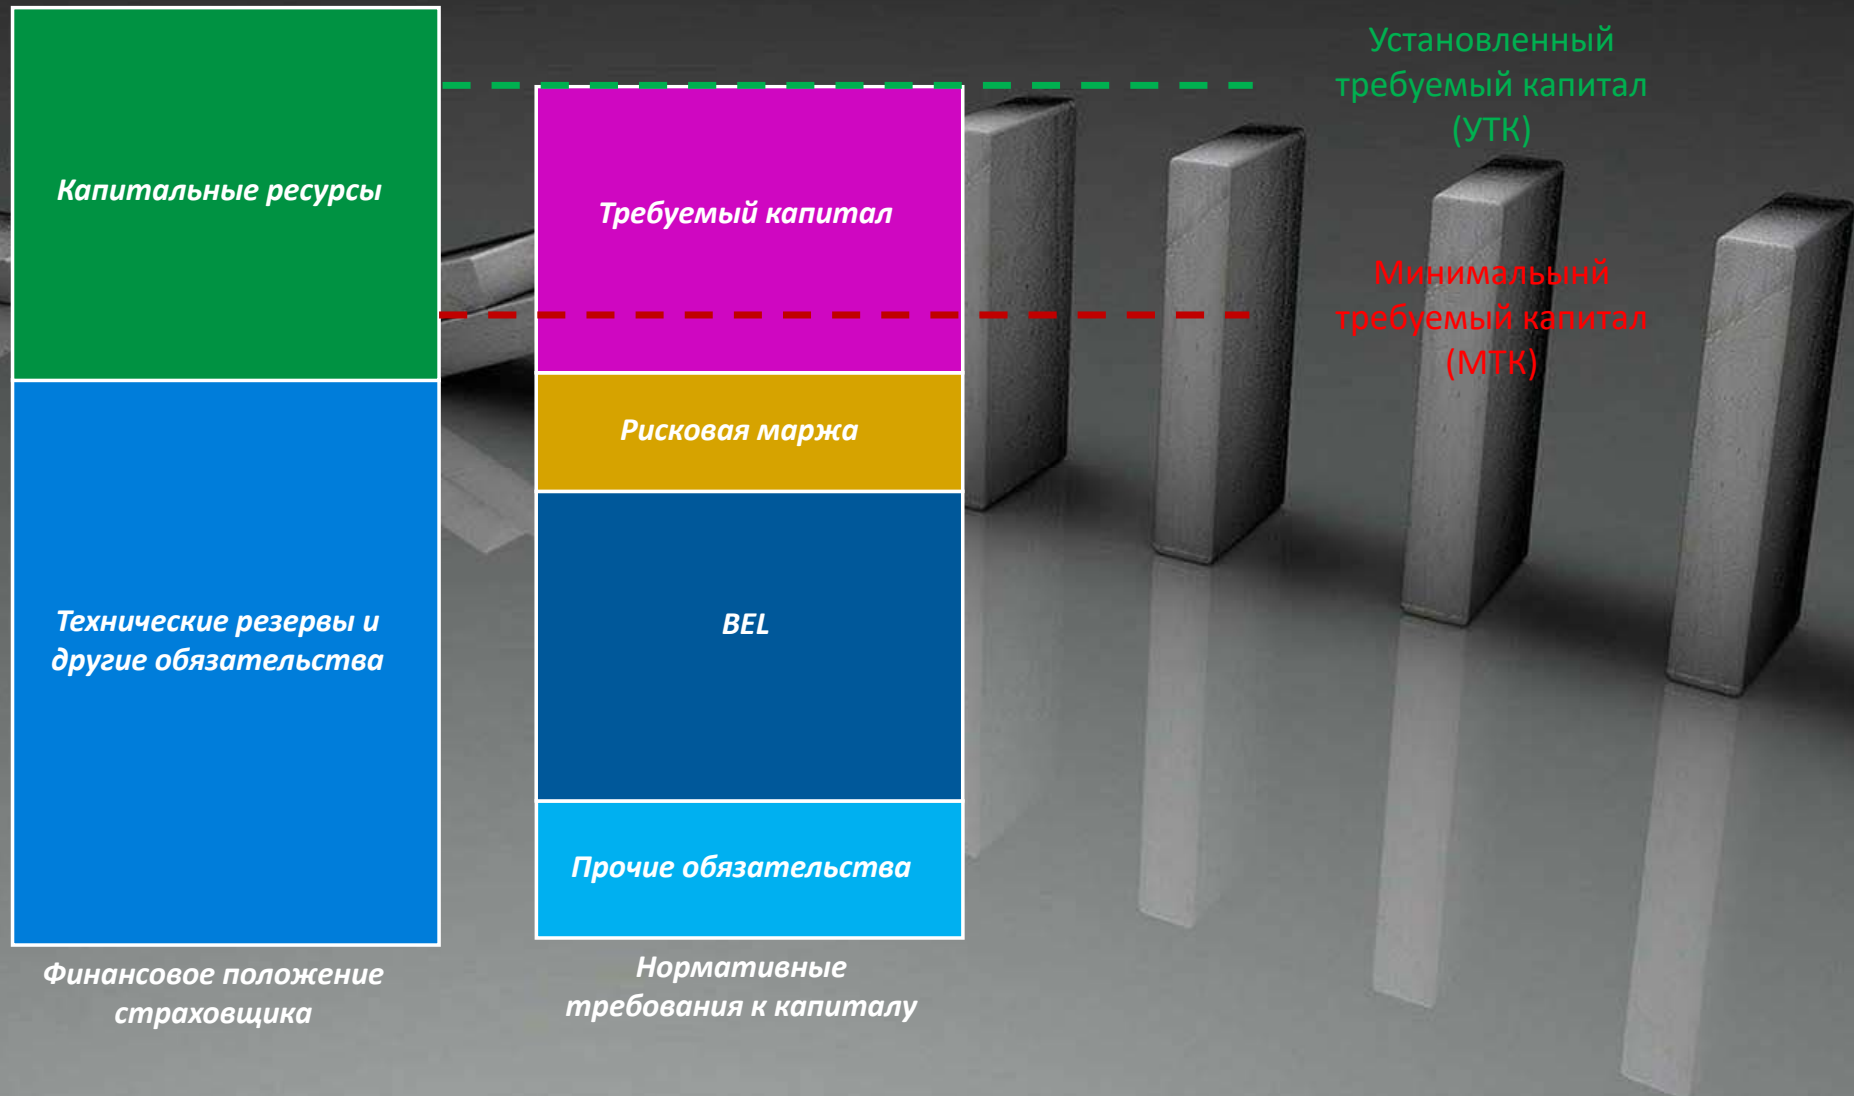 Капитальные ресурсы
Технические резервы и
другие обязательства
Финансовое положение
страховщика
Требуемый капитал
Рисковая маржа
BEL
Прочие обязательства
Нормативные
требования к капиталу
Установленный
требуемый капитал
(УТК)
Минимальынй
требуемый капитал
(МТК)